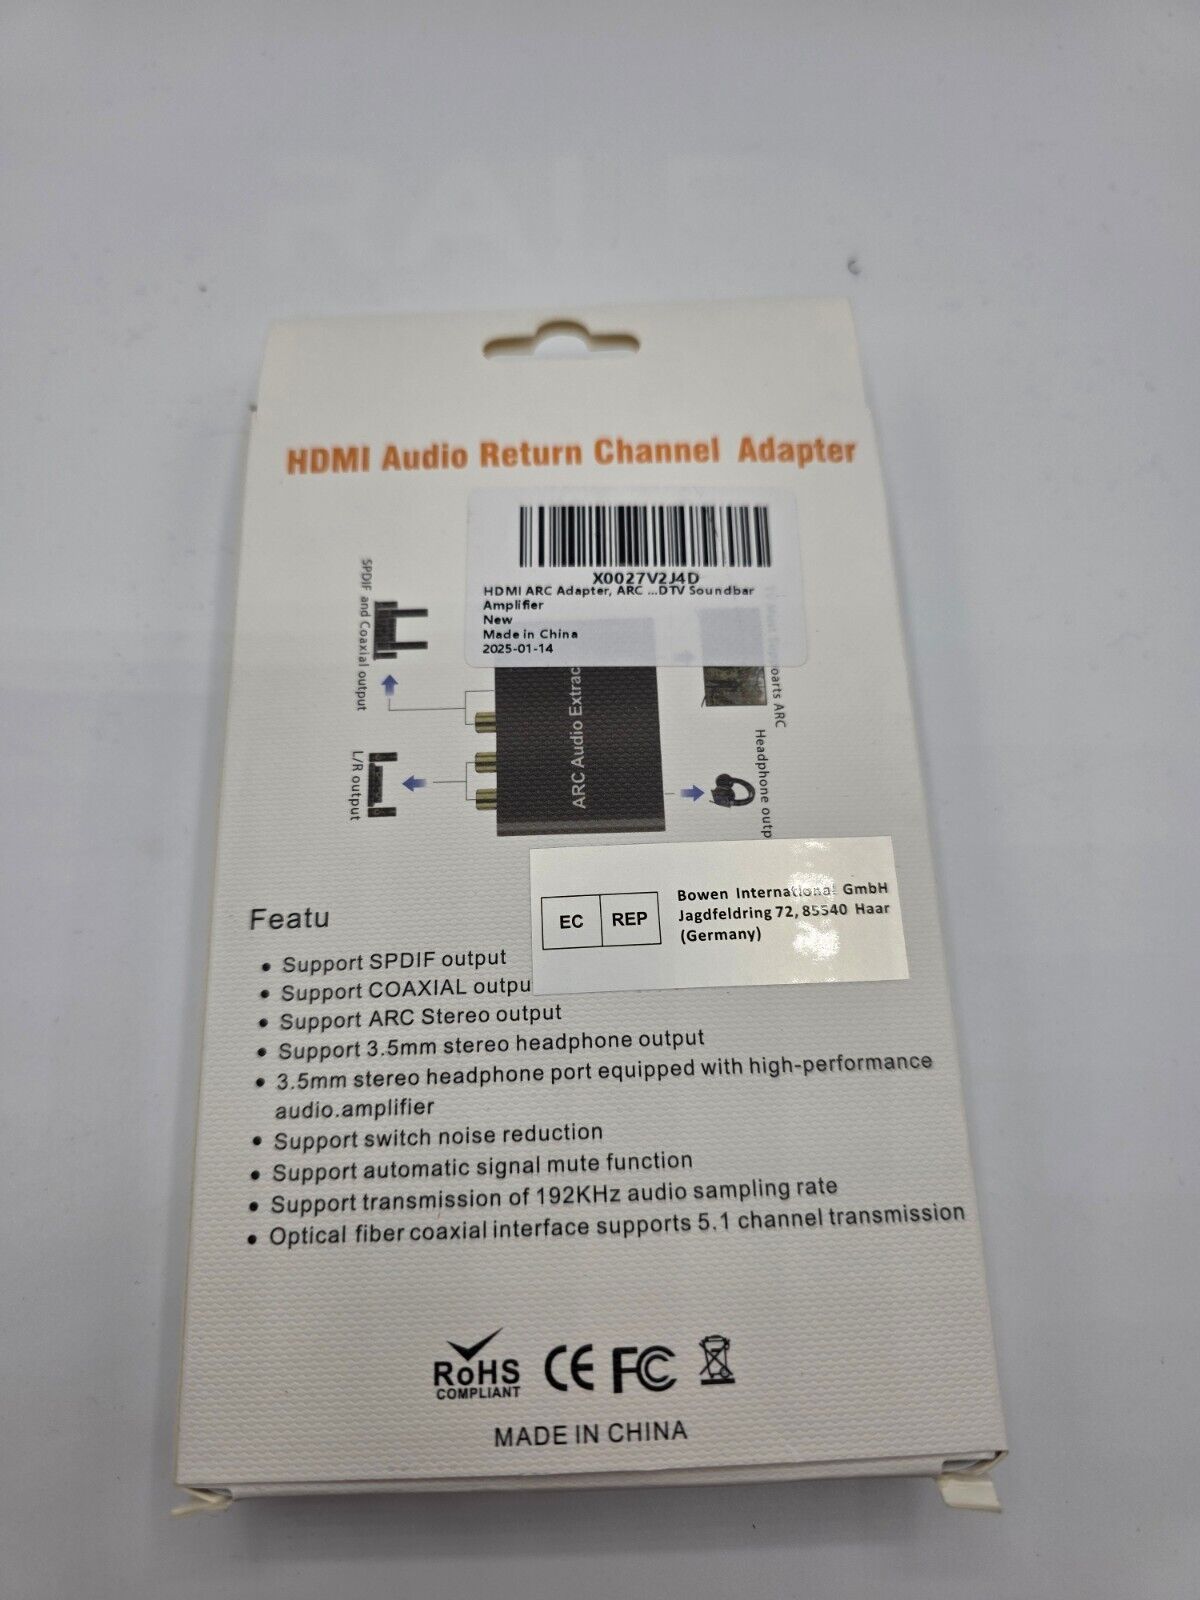 HDMI Audio Return Channel Adapter
X0027V2J4D
HDMI ARC Adapter, ARC ...DTV Soundbar
Amplifier
New
Made in China
2025-01-14
SPDIF and Coaxial output
L/R output
ARC Audio Extrac
ARC
Headphone outp
EC REP
Bowen International GmbH
Jagdfeldring 72, 85540 Haar
(Germany)
Featu
• Support SPDIF output
• Support COAXIAL outpu
• Support ARC Stereo output
• Support 3.5mm stereo headphone output
• 3.5mm stereo headphone port equipped with high-performance
audio.amplifier
• Support switch noise reduction
• Support automatic signal mute function
• Support transmission of 192KHz audio sampling rate
• Optical fiber coaxial interface supports 5.1 channel transmission
RoHS
COMPLIANT
CE FC
MADE IN CHINA